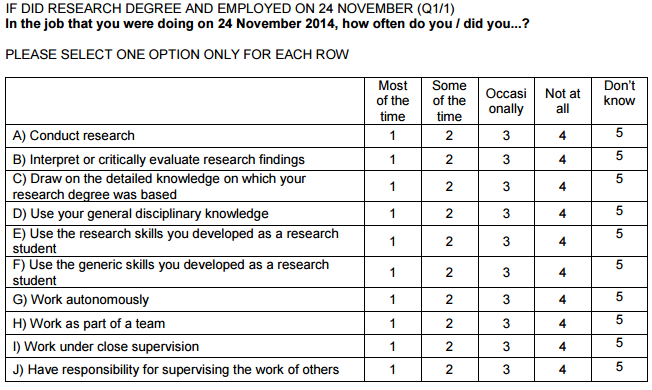 IF DID RESEARCH DEGREE AND EMPLOYED ON 24 NOVEMBER (Q1/1)
In the job that you were doing on 24 November 2014, how often do you / did you...?
PLEASE SELECT ONE OPTION ONLY FOR EACH ROW
Most of the time Some of the time Occasi onally Not at all Don't know
A) Conduct research 1 2 3 4 5
B) Interpret or critically evaluate research findings 1 2 3 4 5
C) Draw on the detailed knowledge on which your
research degree was based 1 2 3 4 5
D) Use your general disciplinary knowledge 1 2 3 4 5
E) Use the research skills you developed as a research
student 1 2 3 4 5
F) Use the generic skills you developed as a research
student 1 2 3 4 5
G) Work autonomously 1 2 3 4 5
H) Work as part of a team 1 2 3 4 5
I) Work under close supervision 1 2 3 4 5
J) Have responsibility for supervising the work of others 1 2 3 4 5